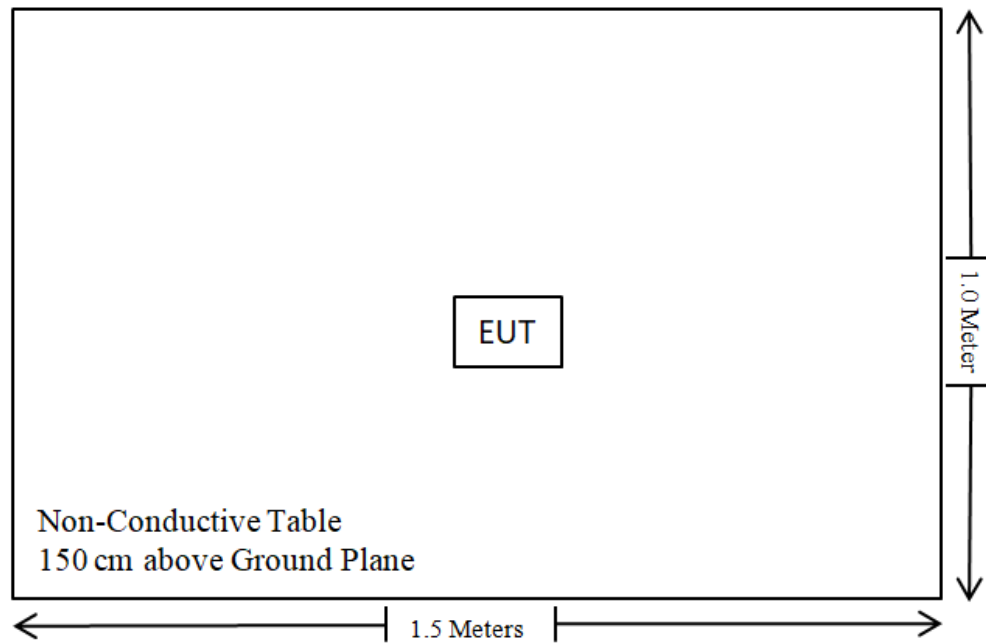 EUT
1.0 Meter
Non-Conductive Table
150 cm above Ground Plane
1.5 Meters